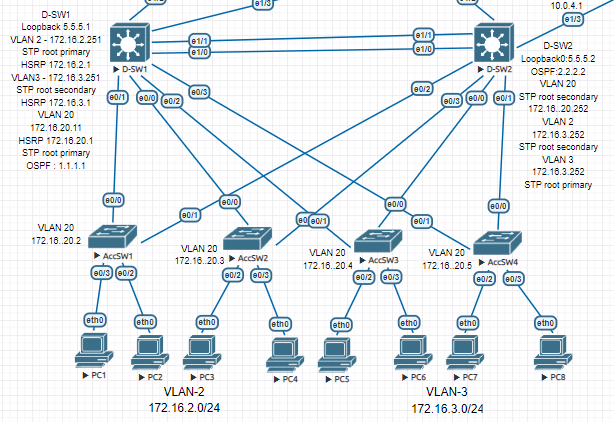 10.0.4.1
e1/3
e1/3
D-SW1
Loopback 5.5.5.1
VLAN 2 - 172.16.2.251
STP root primary
HSRP 172.16.2.1
VLAN3 - 172.16.3.251
STP root secondary
HSRP 172.16.3.1
VLAN 20
172.16.20.11
HSRP 172.16.20.1
STP root primary
OSPF : 1.1.1.1
D-SW1
e1/1
e1/0
e1/1
e1/0
D-SW2
D-SW2
Loopback0:5.5.5.2
OSPF:2.2.2.2
VLAN 20
STP root secondary
172.16..20.252
VLAN 2
172.16.3.252
STP root secondary
VLAN 3
172.16.3.252
STP root primary
e0/1
e0/0
e0/2
e0/3
e0/2
e0/3
e0/0
e0/1
e0/0
e0/1
e0/0
e0/1
e0/0
e0/1
e0/0
VLAN 20
172.16..20.2
AccSW1
VLAN 20
172.16..20.3
AccSW2
VLAN 20
172.16..20.4
AccSW3
VLAN 20
172.16..20.5
AccSW4
e0/3
e0/2
e0/2
e0/3
e0/2
e0/3
e0/2
e0/3
eth0
eth0
eth0
eth0
eth0
eth0
eth0
eth0
PC1
PC2
PC3
PC4
PC5
PC6
PC7
PC8
VLAN-2
172.16.2.0/24
VLAN-3
172.16.3.0/24